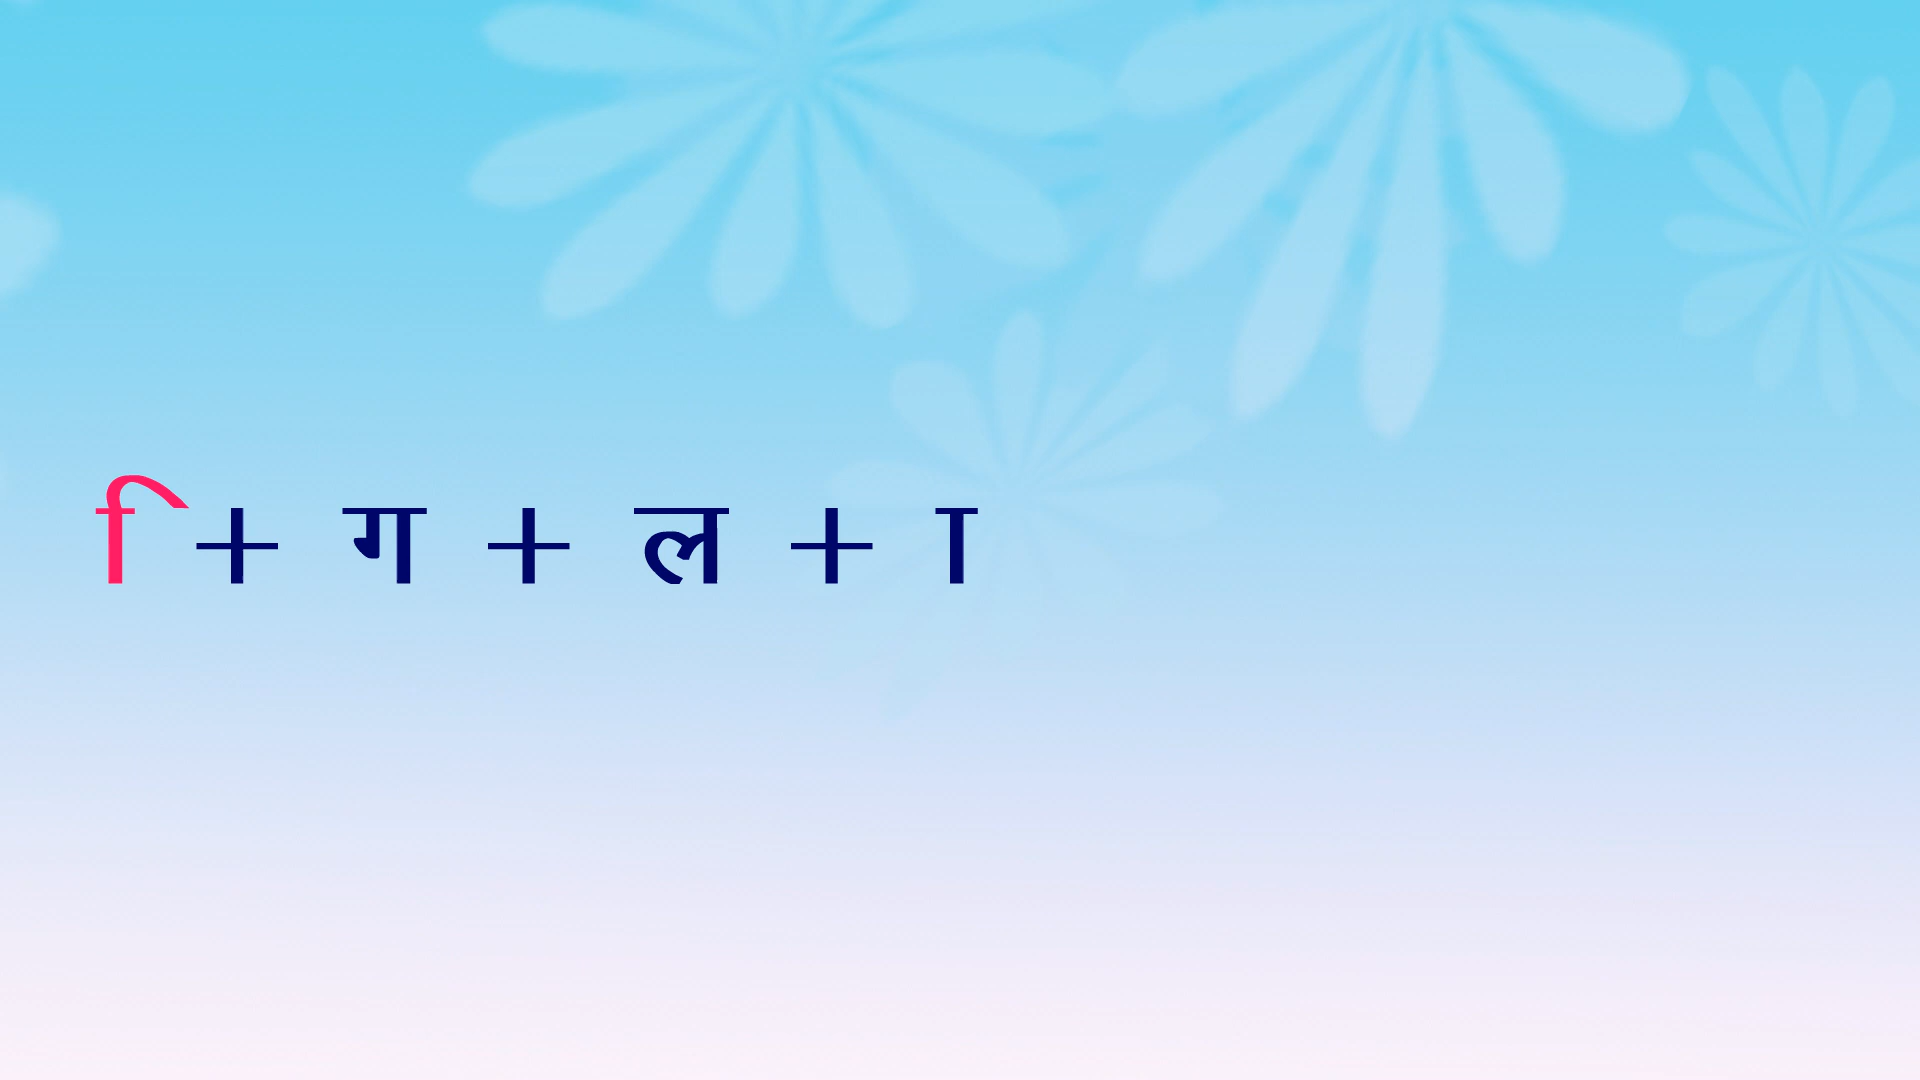 ि + ग + ल + ा